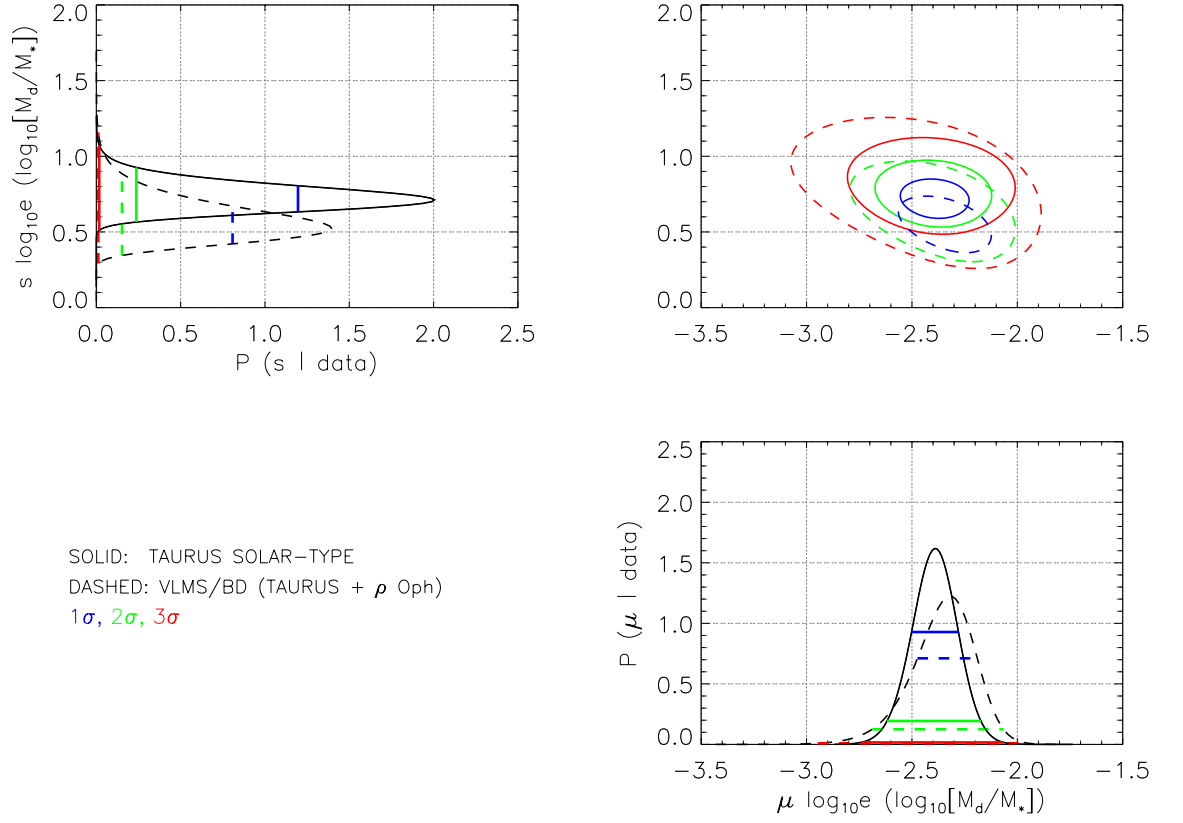 2.0
1.5
1.0
0.5
0.0
s log10e (log10[Md/M*])
0.0 0.5 1.0 1.5 2.0 2.5
P (s | data)
2.0
1.5
1.0
0.5
0.0
−3.5 −3.0 −2.5 −2.0 −1.5
SOLID: TAURUS SOLAR−TYPE
DASHED: VLMS/BD (TAURUS + ρ Oph)
1σ, 2σ, 3σ
2.5
2.0
1.5
1.0
0.5
0.0
P (μ | data)
−3.5 −3.0 −2.5 −2.0 −1.5
μ log10e (log10[Md/M*])